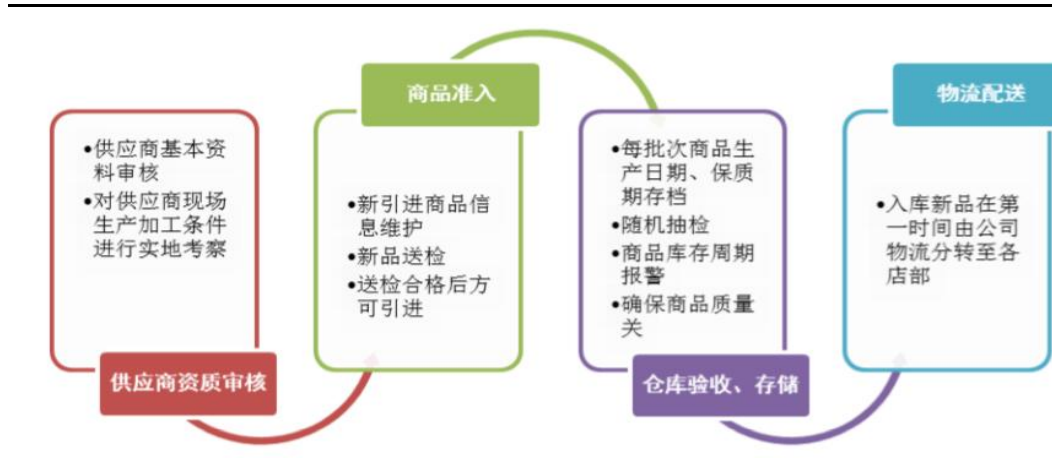 •供应商基本资
料审核
•对供应商现场
生产加工条件
进行实地考察
供应商资质审核
商品准入
•新引进商品信
息维护
•新品送检
•送检合格后方
可引进
•每批次商品生
产日期、保质
期存档
•随机抽检
•商品库存周期
报警
•确保商品质量
关
仓库验收、存储
物流配送
•入库新品在第
一时间由公司
物流分转至各
店部